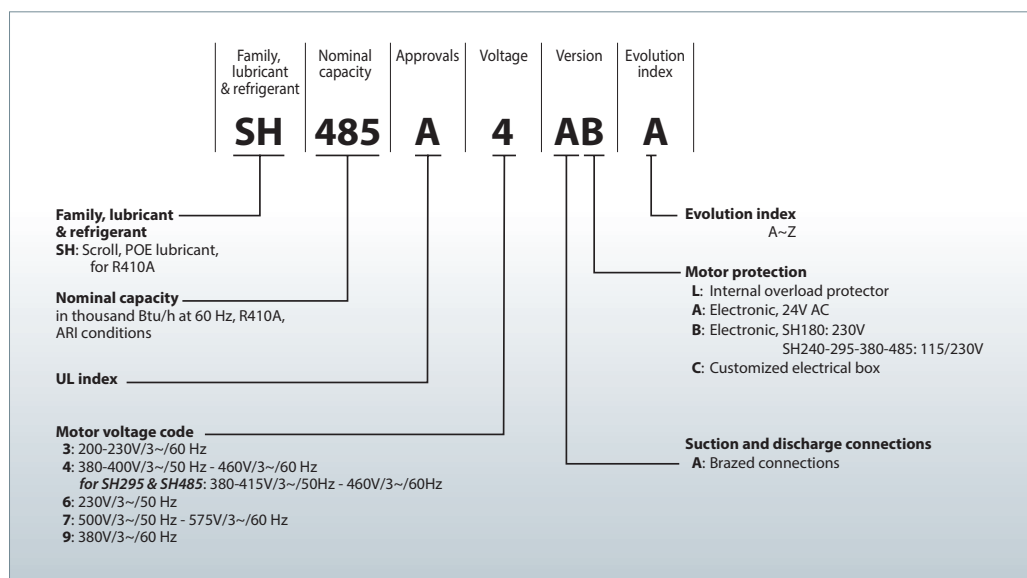 Family,
lubricant
& refrigerant
Nominal
capacity
Approvals
Voltage
Version
Evolution
index
SH 485 A 4 AB A
Family, lubricant
& refrigerant
SH: Scroll, POE lubricant,
for R410A
Nominal capacity
in thousand Btu/h at 60 Hz, R410A,
ARI conditions
UL index
Motor voltage code
3: 200-230V/3~/60 Hz
4: 380-400V/3~/50 Hz - 460V/3~/60 Hz
for SH295 & SH485: 380-415V/3~/50Hz - 460V/3~/60Hz
6: 230V/3~/50 Hz
7: 500V/3~/50 Hz - 575V/3~/60 Hz
9: 380V/3~/60 Hz
Evolution index
A~Z
Motor protection
L: Internal overload protector
A: Electronic, 24V AC
B: Electronic, SH180: 230V
SH240-295-380-485: 115/230V
C: Customized electrical box
Suction and discharge connections
A: Brazed connections